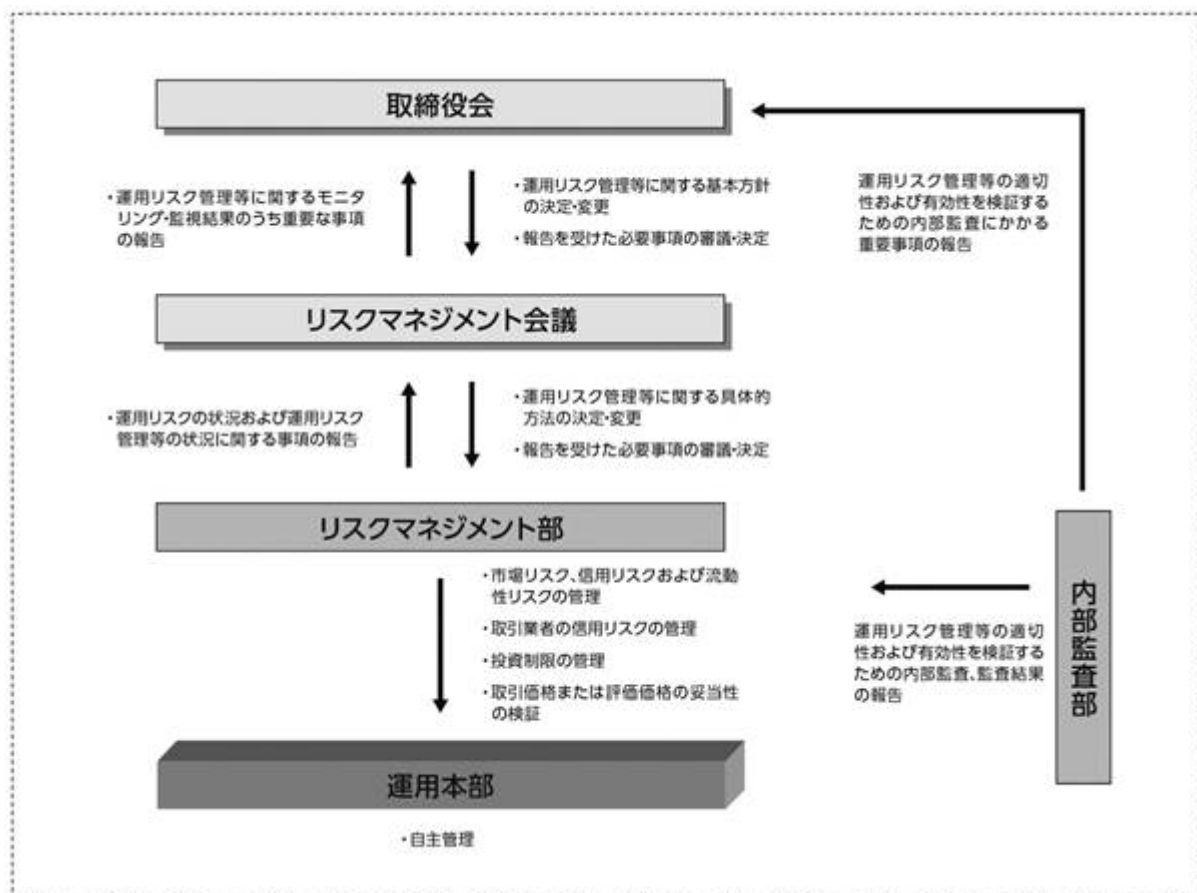 取締役会
・運用リスク管理等に関するモニタ
リング・監視結果のうち重要な事項
の報告
・運用リスク管理等に関する基本方針
の決定・変更
・報告を受けた必要事項の審議・決定
運用リスク管理等の適切
性および有効性を検証する
ための内部監査にかかる
重要事項の報告
リスクマネジメント会議
・運用リスクの状況および運用リスク
管理等の状況に関する事項の報告
・運用リスク管理等に関する具体的
方法の決定・変更
・報告を受けた必要事項の審議・決定
リスクマネジメント部
・市場リスク、信用リスクおよび流動
性リスクの管理
・取引業者の信用リスクの管理
・投資制限の管理
・取引価格または評価価格の妥当性
の検証
運用リスク管理等の適切
性および有効性を検証する
ための内部監査、監査結果
の報告
内部監査部
運用本部
・自主管理